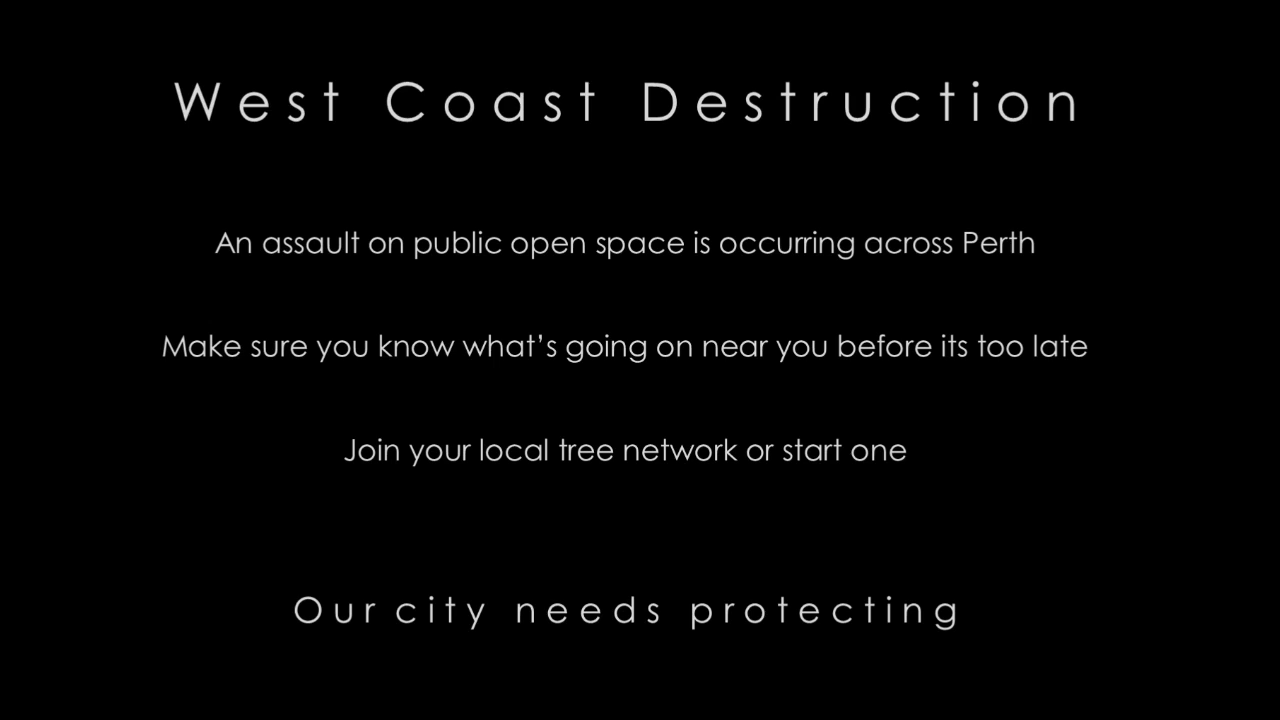 West Coast Destruction
An assault on public open space is occurring across Perth
Make sure you know what’s going on near you before its too late
Join your local tree network or start one
Our city needs protecting